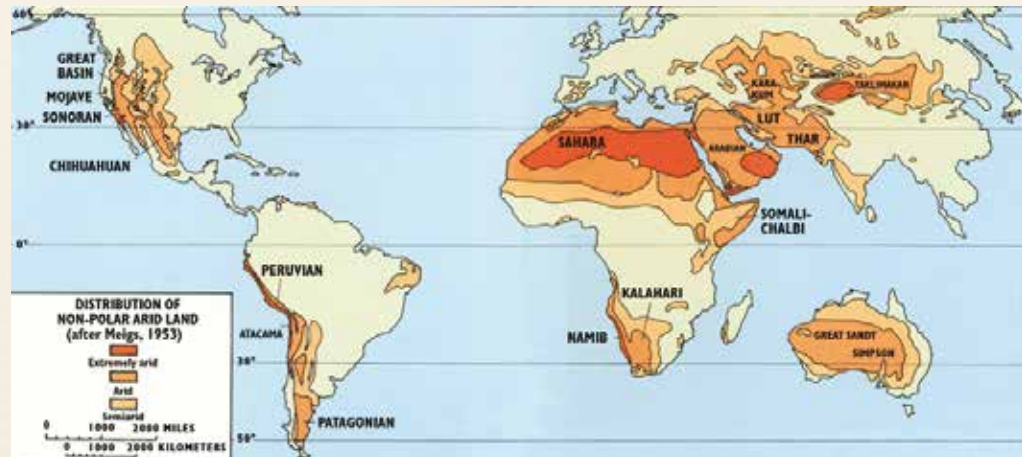 60°
GREAT
BASIN
MOJAVE
SONORAN
30°
CHIHUAHUAN
KARA
KUM
TAKLIMAKAN
LUT
THAR
SAHARA
ARABIAN
SOMALI-
CHALBI
0°
PERUVIAN
KALAHARI
NAMIB
ATACAMA
GREAT SANDY
SIMPSON
30°
PATAGONIAN
50°
DISTRIBUTION OF
NON-POLAR ARID LAND
(after Meigs, 1953)
Extremely arid
Arid
Semiarid
0 1000 2000 MILES
0 1000 2000 KILOMETERS